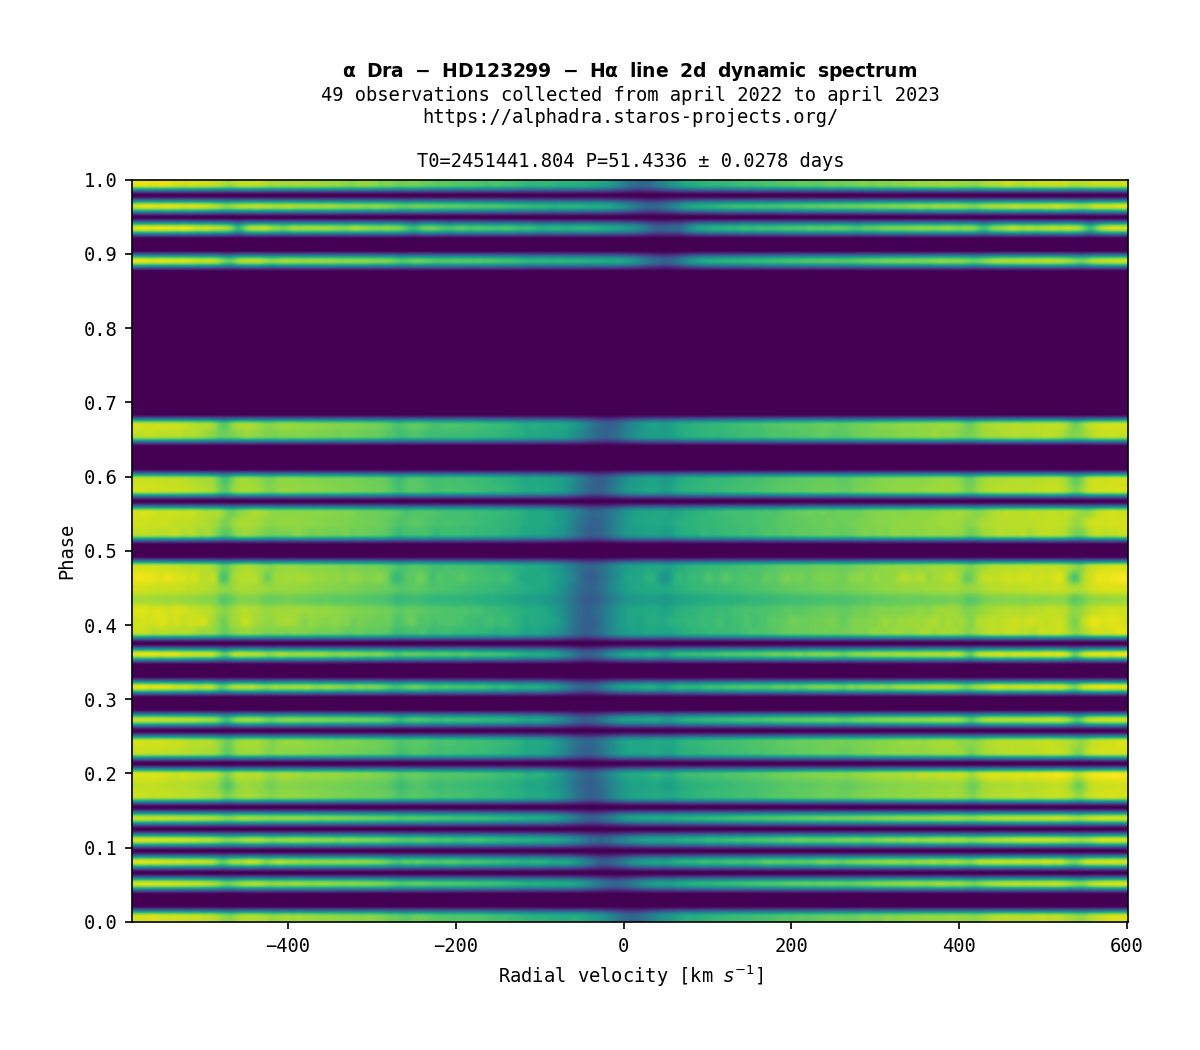 α Dra − HD123299 − Hα line 2d dynamic spectrum
49 observations collected from april 2022 to april 2023
https://alphadra.staros-projects.org/
T0=2451441.804 P=51.4336 ± 0.0278 days
1.0
0.9
0.8
0.7
0.6
0.5
0.4
0.3
0.2
0.1
0.0
Phase
−400 −200 0 200 400 600
Radial velocity [km s⁻¹]